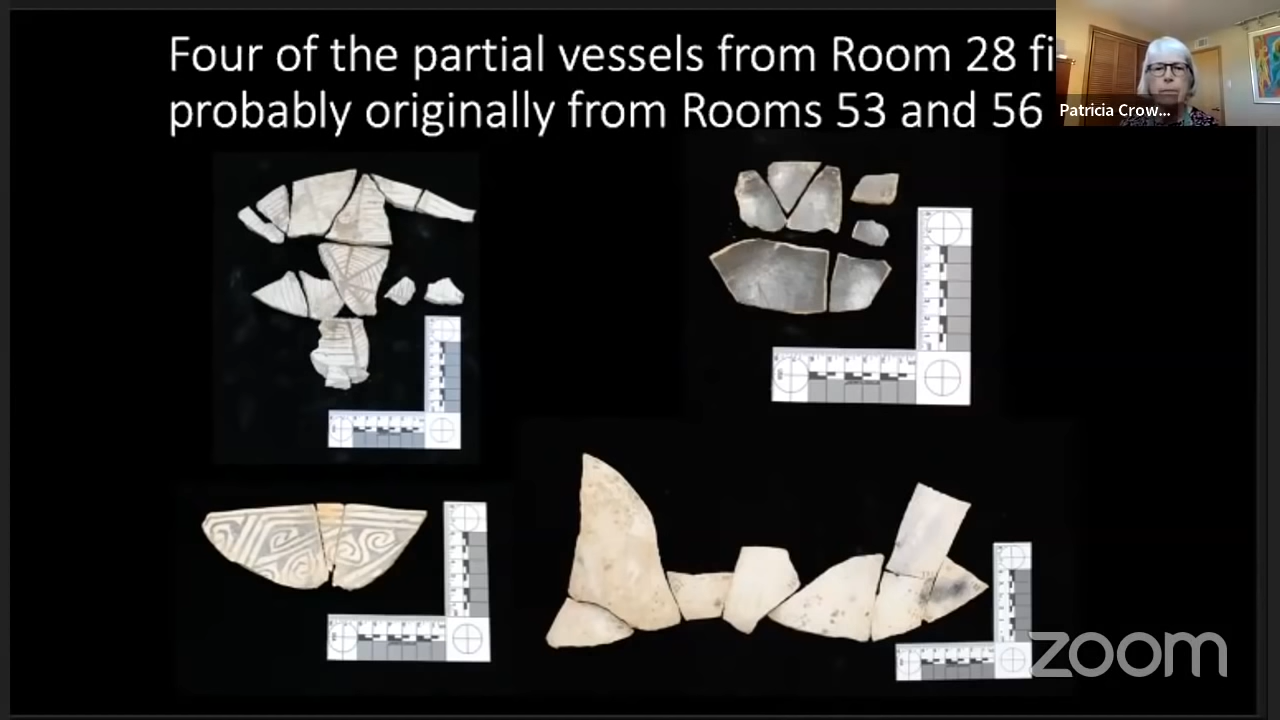 Four of the partial vessels from Room 28 fi
probably originally from Rooms 53 and 56
Patricia Crow...
zoom